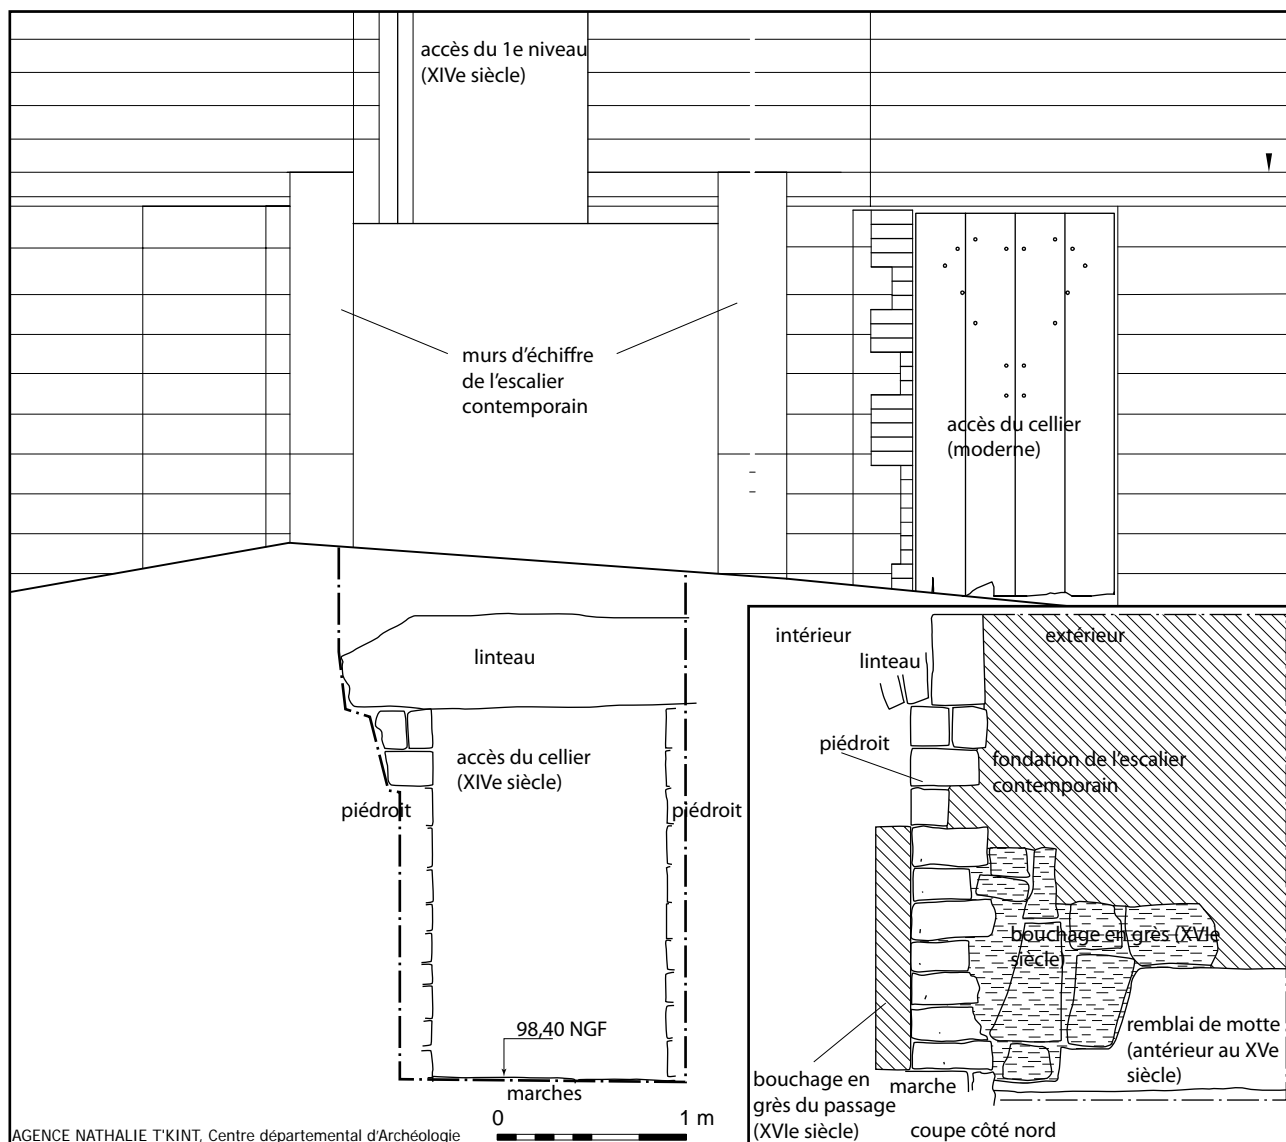 accès du 1e niveau
(XIVe siècle)
murs d'échiffre
de l'escalier
contemporain
accès du cellier
(moderne)
linteau
accès du cellier
(XIVe siècle)
piédroit
piédroit
98,40 NGF
marches
0
1 m
AGENCE NATHALIE T'KINT, Centre départemental d'Archéologie
intérieur
extérieur
linteau
piédroit
fondation de l'escalier
contemporain
bouchage en grès (XVIe
siècle)
remblai de motte
(antérieur au XVe
siècle)
bouchage en
grès du passage
(XVIe siècle)
marche
coupe côté nord